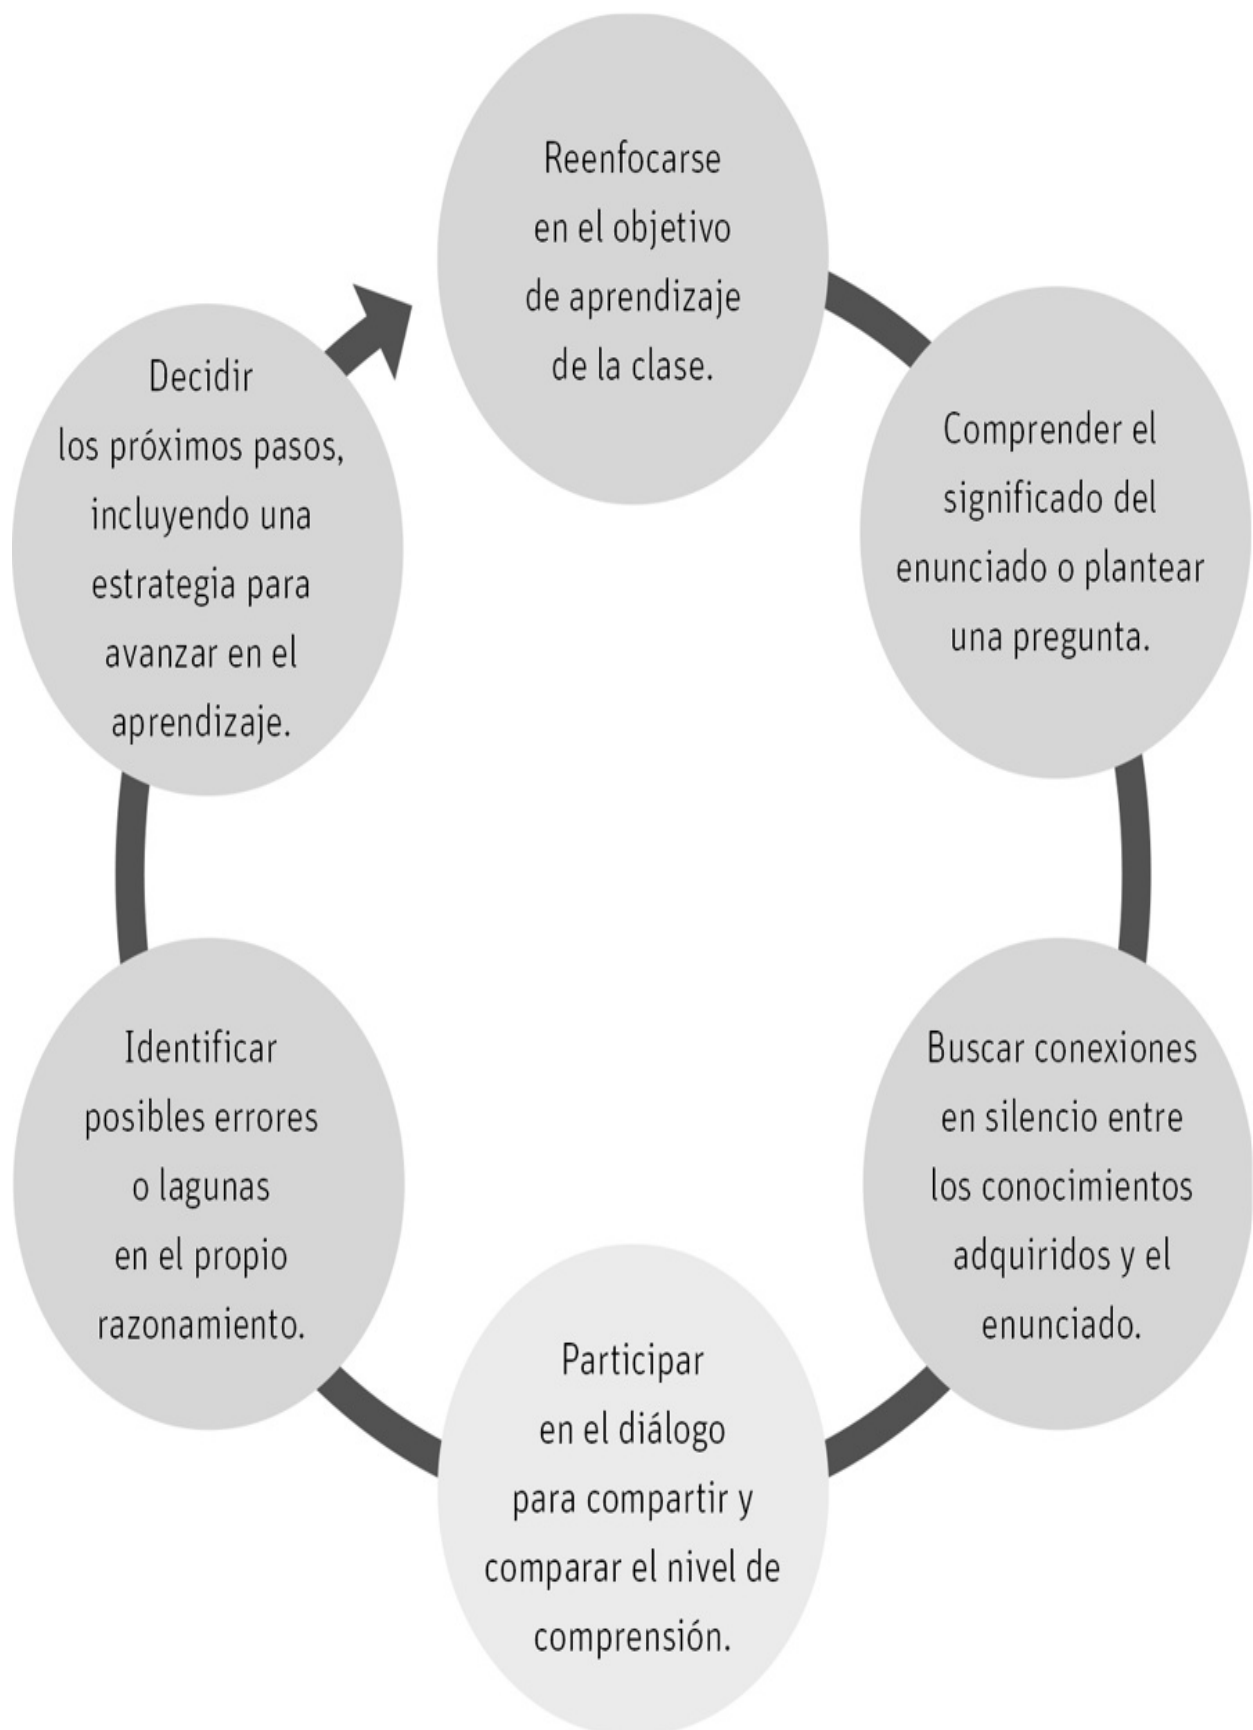 Reenfocarse
en el objetivo
de aprendizaje
de la clase.
Comprender el
significado del
enunciado o plantear
una pregunta.
Buscar conexiones
en silencio entre
los conocimientos
adquiridos y el
enunciado.
Participar
en el diálogo
para compartir y
comparar el nivel de
comprensión.
Identificar
posibles errores
o lagunas
en el propio
razonamiento.
Decidir
los próximos pasos,
incluyendo una
estrategia para
avanzar en el
aprendizaje.